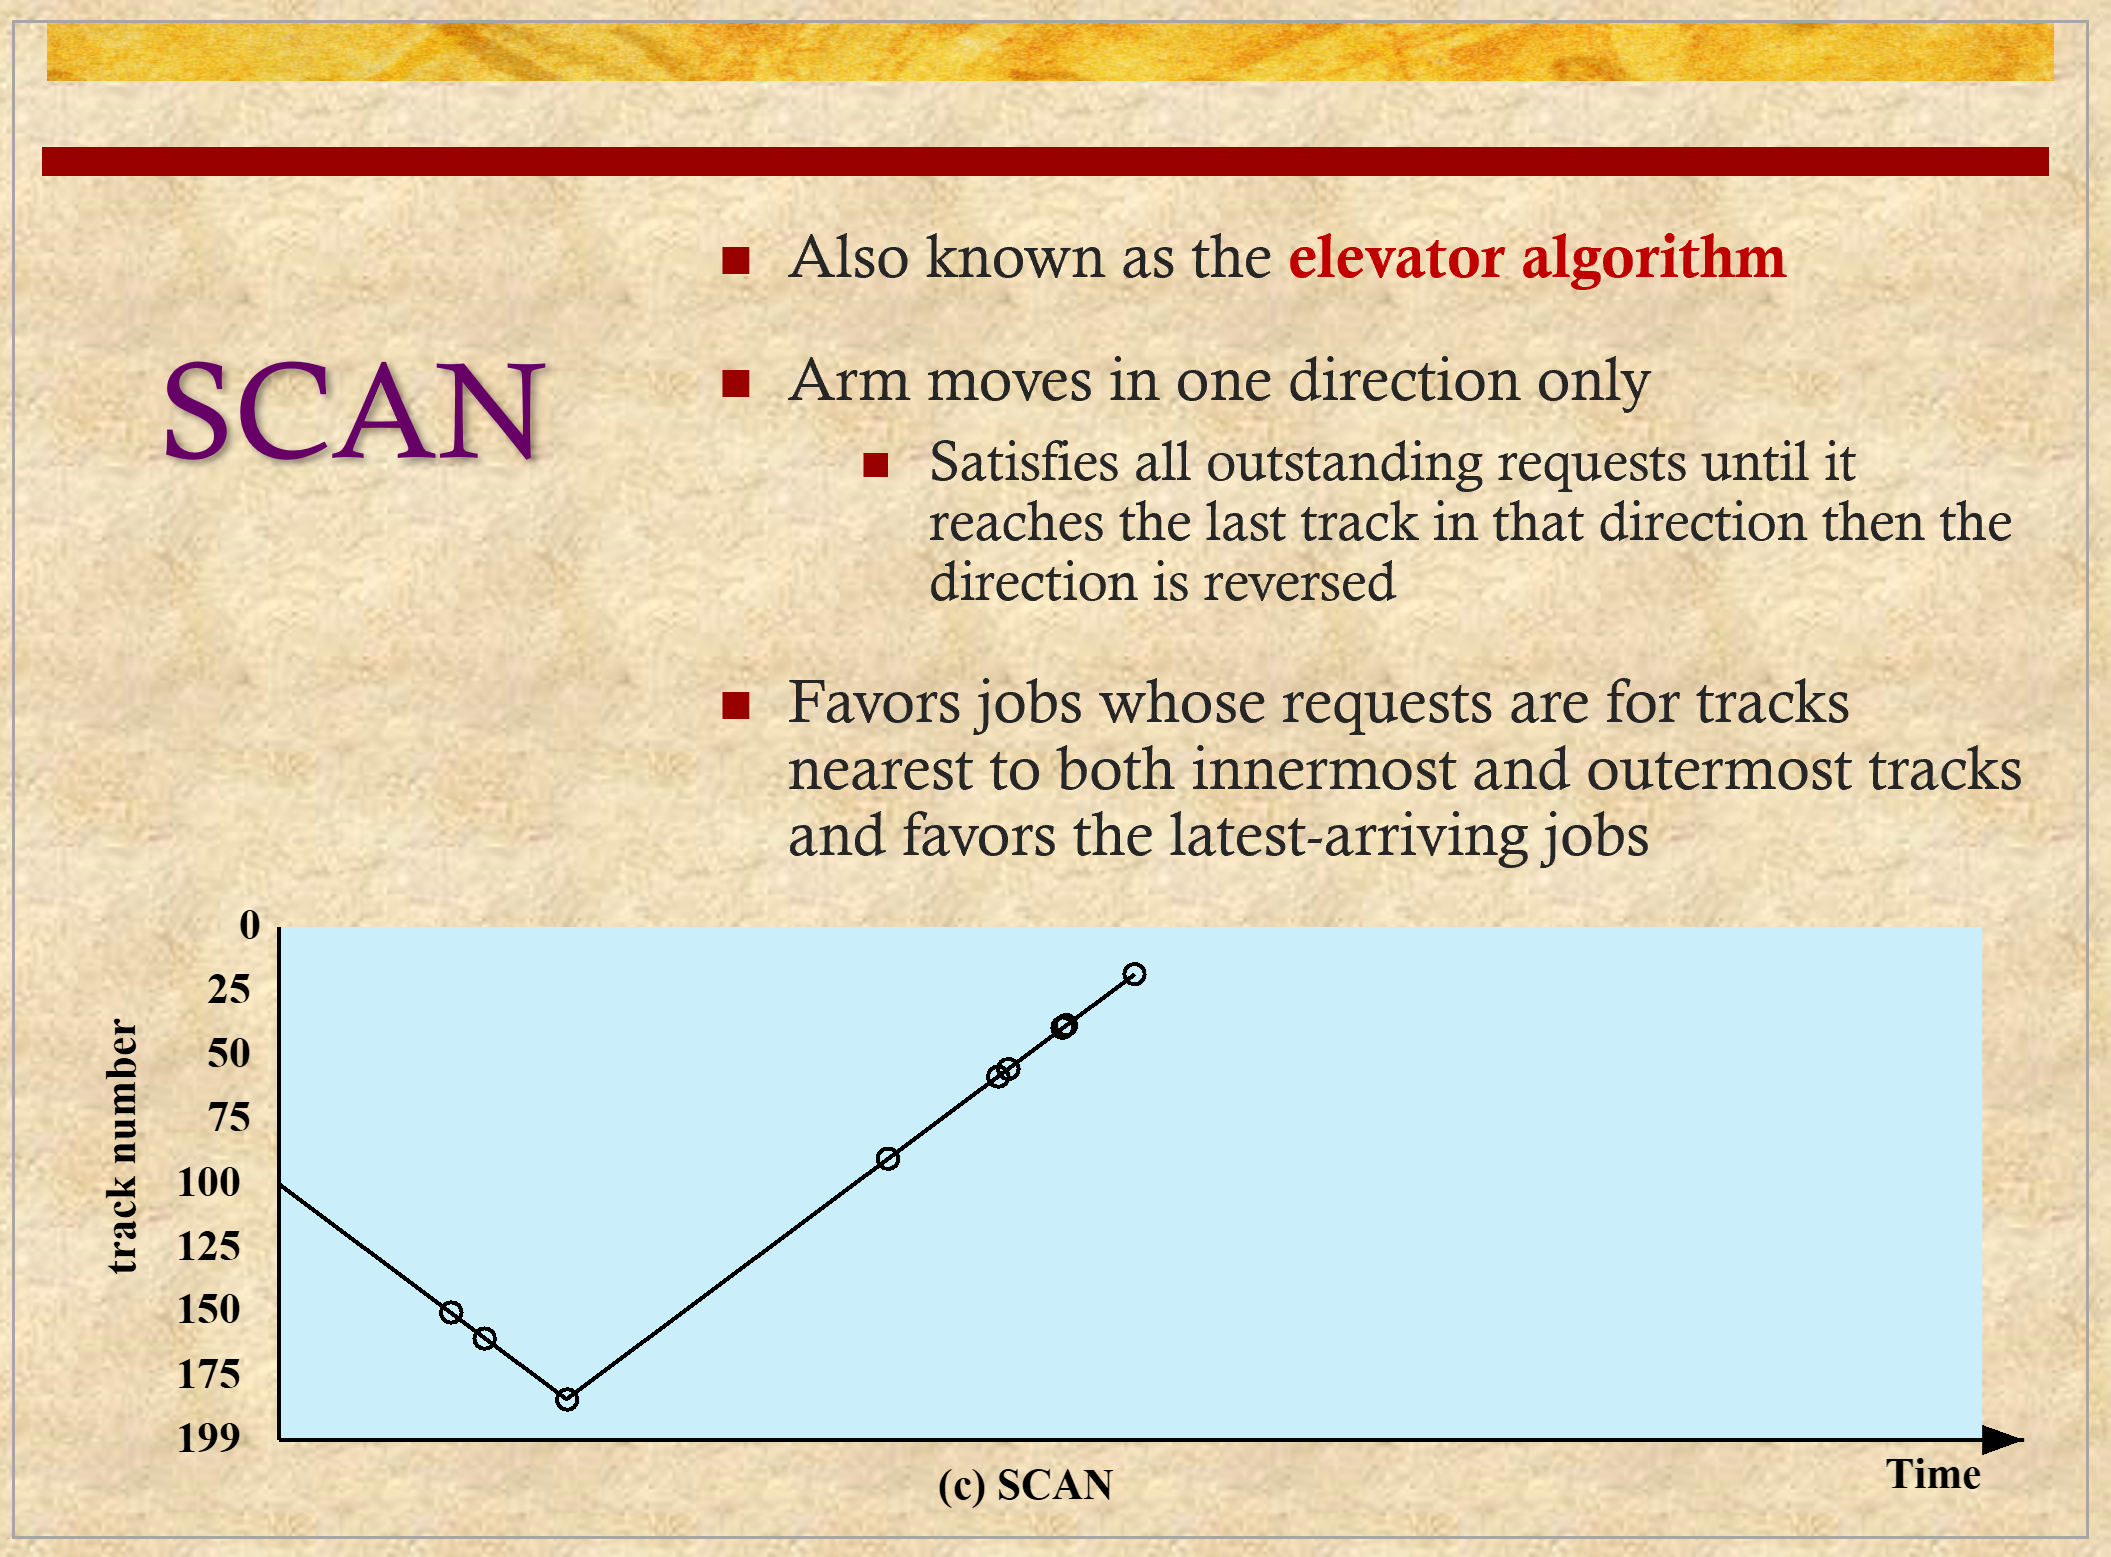 SCAN
Also known as the elevator algorithm
Arm moves in one direction only
Satisfies all outstanding requests until it
reaches the last track in that direction then the
direction is reversed
Favors jobs whose requests are for tracks
nearest to both innermost and outermost tracks
and favors the latest-arriving jobs
track number
0
25
50
75
100
125
150
175
199
Time
(c) SCAN